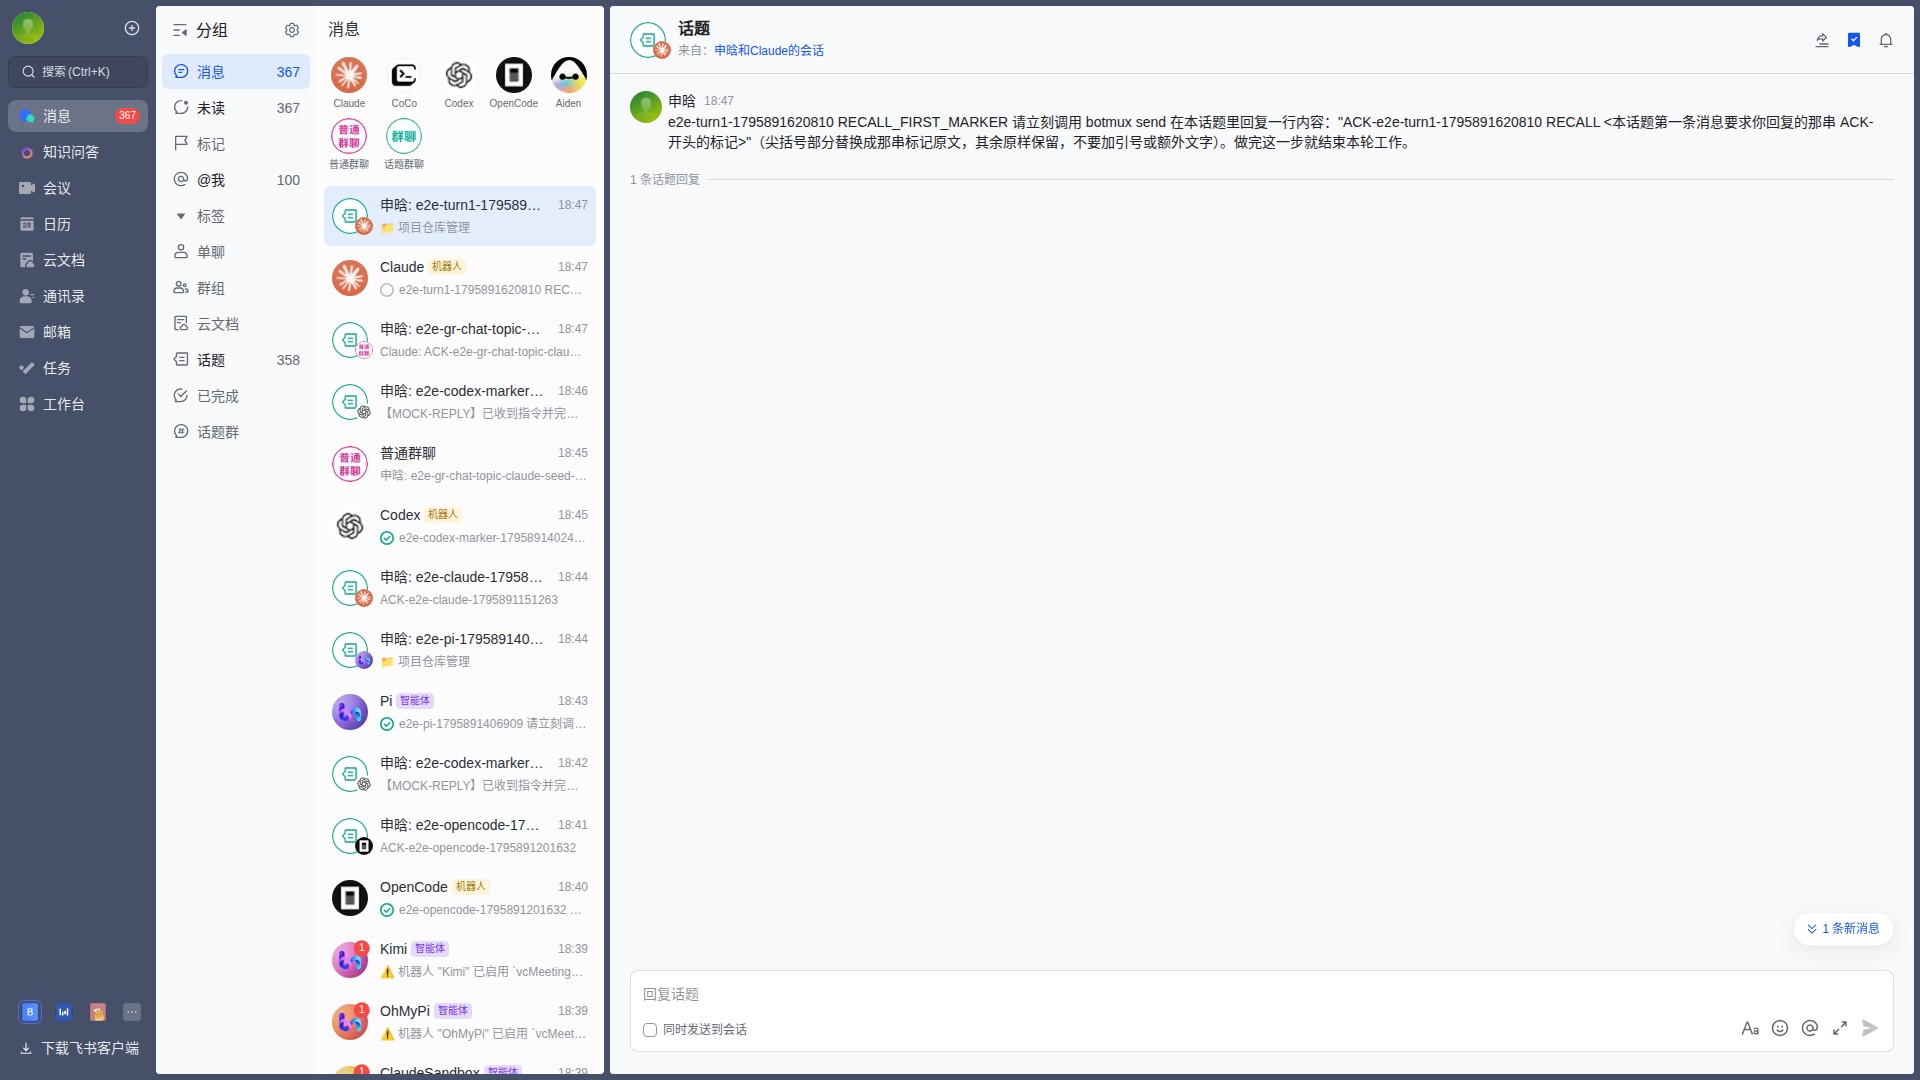 搜索 (Ctrl+K)
消息 367
知识问答
会议
日历
云文档
通讯录
邮箱
任务
工作台
下载飞书客户端
分组
消息 367
未读 367
标记
@我 100
标签
单聊
群组
云文档
话题 358
已完成
话题群
消息
Claude CoCo Codex OpenCode Aiden
普通群聊 群聊
普通群聊 话题群聊
申晗: e2e-turn1-179589... 18:47
📁 项目仓库管理
Claude 机器人 18:47
e2e-turn1-1795891620810 REC...
申晗: e2e-gr-chat-topic-... 18:47
Claude: ACK-e2e-gr-chat-topic-clau...
申晗: e2e-codex-marker... 18:46
【MOCK-REPLY】已收到指令并完...
普通群聊 18:45
普通群聊
申晗: e2e-gr-chat-topic-claude-seed-...
Codex 机器人 18:45
e2e-codex-marker-17958914024...
申晗: e2e-claude-17958... 18:44
ACK-e2e-claude-1795891151263
申晗: e2e-pi-179589140... 18:44
📁 项目仓库管理
Pi 智能体 18:43
e2e-pi-1795891406909 请立刻调...
申晗: e2e-codex-marker... 18:42
【MOCK-REPLY】已收到指令并完...
申晗: e2e-opencode-17... 18:41
ACK-e2e-opencode-1795891201632
OpenCode 机器人 18:40
e2e-opencode-1795891201632 ...
Kimi 智能体 18:39
1
⚠️ 机器人 "Kimi" 已启用 `vcMeeting...
OhMyPi 智能体 18:39
1
⚠️ 机器人 "OhMyPi" 已启用 `vcMeet...
ClaudeSandbox 智能体 18:39
1
话题
来自：申晗和Claude的会话
申晗 18:47
e2e-turn1-1795891620810 RECALL_FIRST_MARKER 请立刻调用 botmux send 在本话题里回复一行内容："ACK-e2e-turn1-1795891620810 RECALL <本话题第一条消息要求你回复的那串 ACK-
开头的标记>"（尖括号部分替换成那串标记原文，其余原样保留，不要加引号或额外文字）。做完这一步就结束本轮工作。
1 条话题回复
1 条新消息
回复话题
同时发送到会话